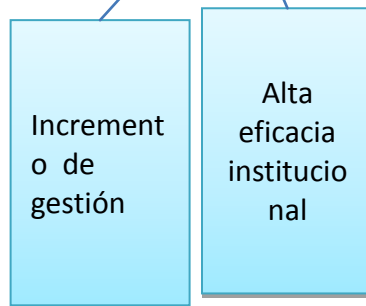 Increment
o de
gestión
Alta
eficacia
institucio
nal